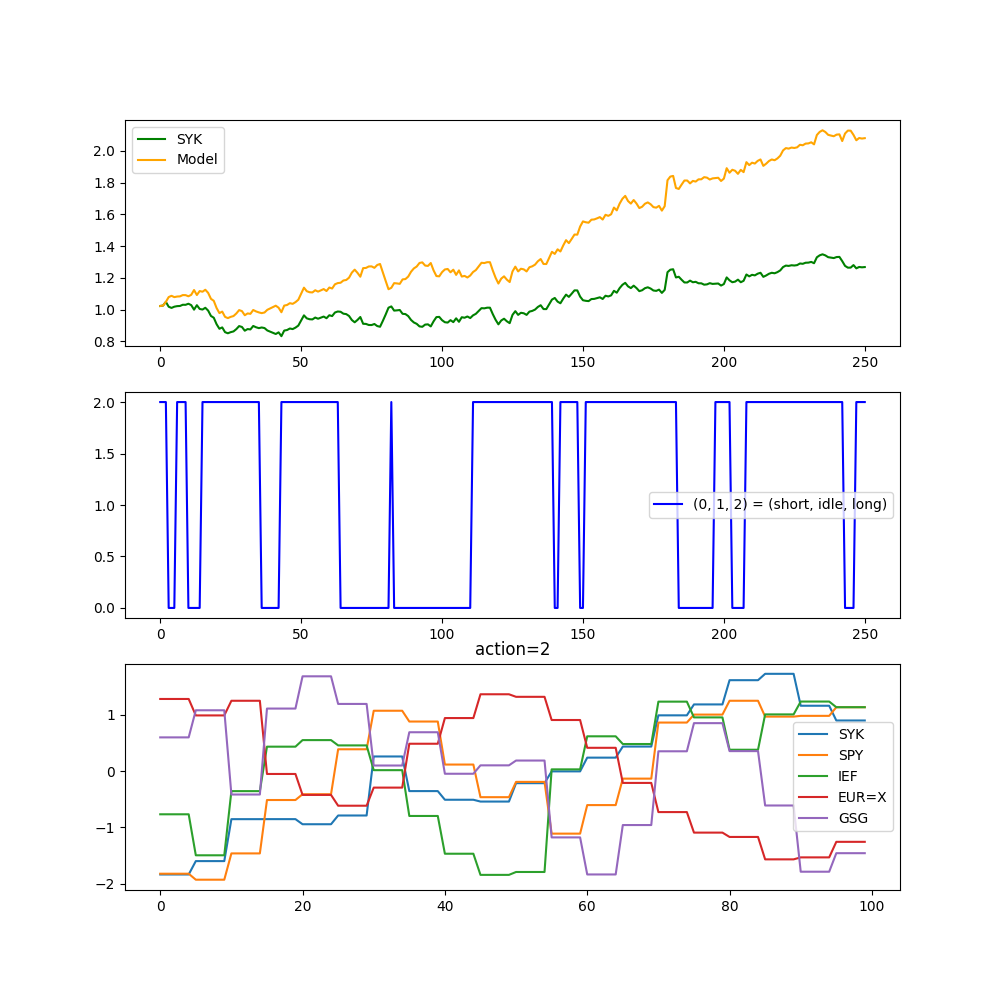 SYK
Model
2.0
1.8
1.6
1.4
1.2
1.0
0.8
0 50 100 150 200 250
2.0
1.5
1.0
0.5
0.0
(0, 1, 2) = (short, idle, long)
0 50 100 150 200 250
action=2
1
0
−1
−2
SYK
SPY
IEF
EUR=X
GSG
0 20 40 60 80 100